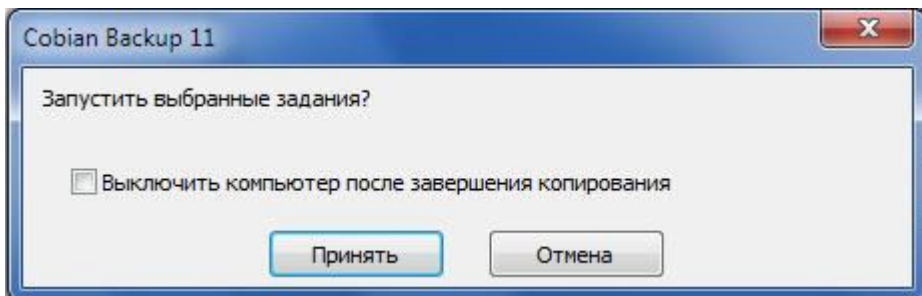 Cobian Backup 11
Запустить выбранные задания?
Выключить компьютер после завершения копирования
Принять Отмена